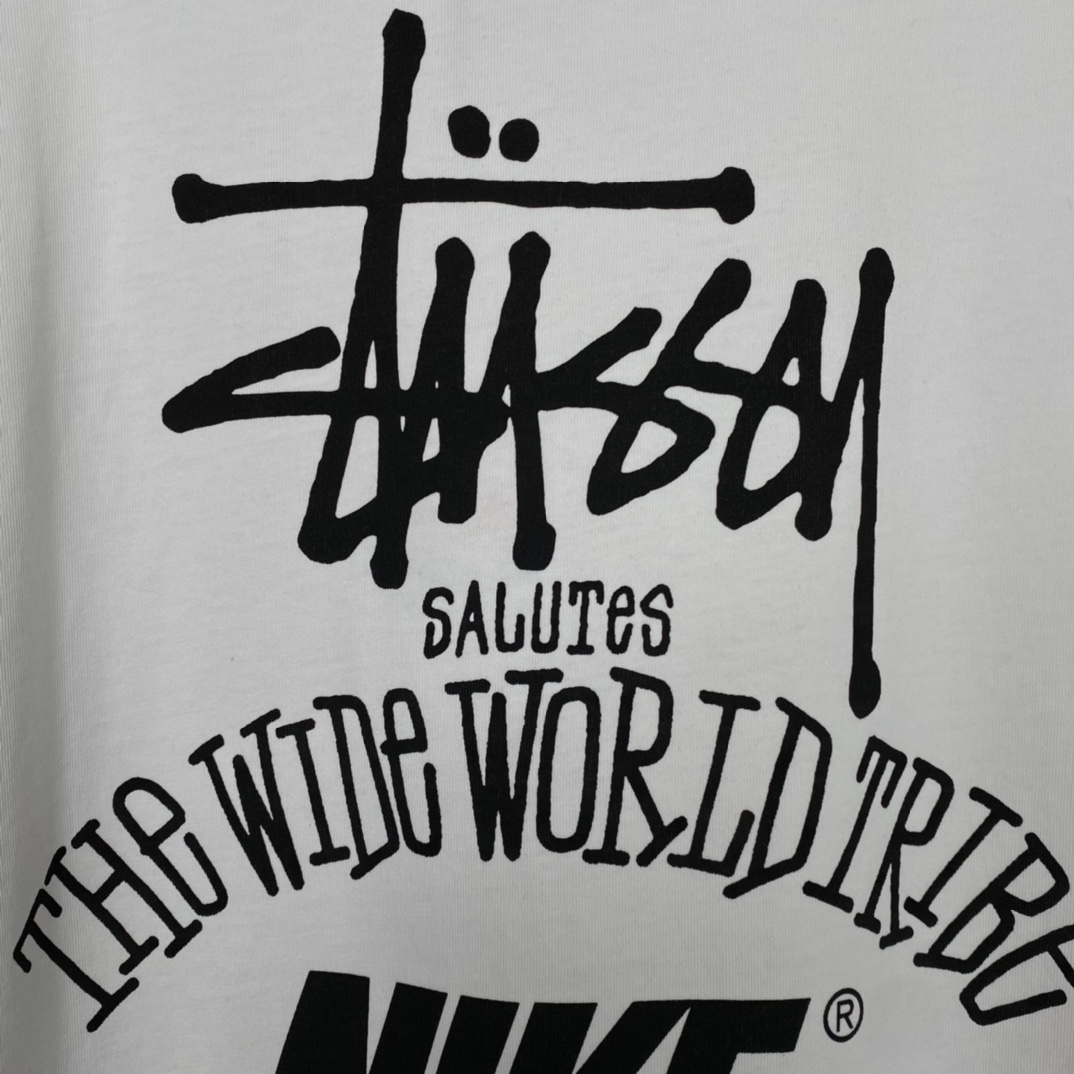 Stüssy
SALUTES
THE WIDE WORLD TRIBE
NIKE ®